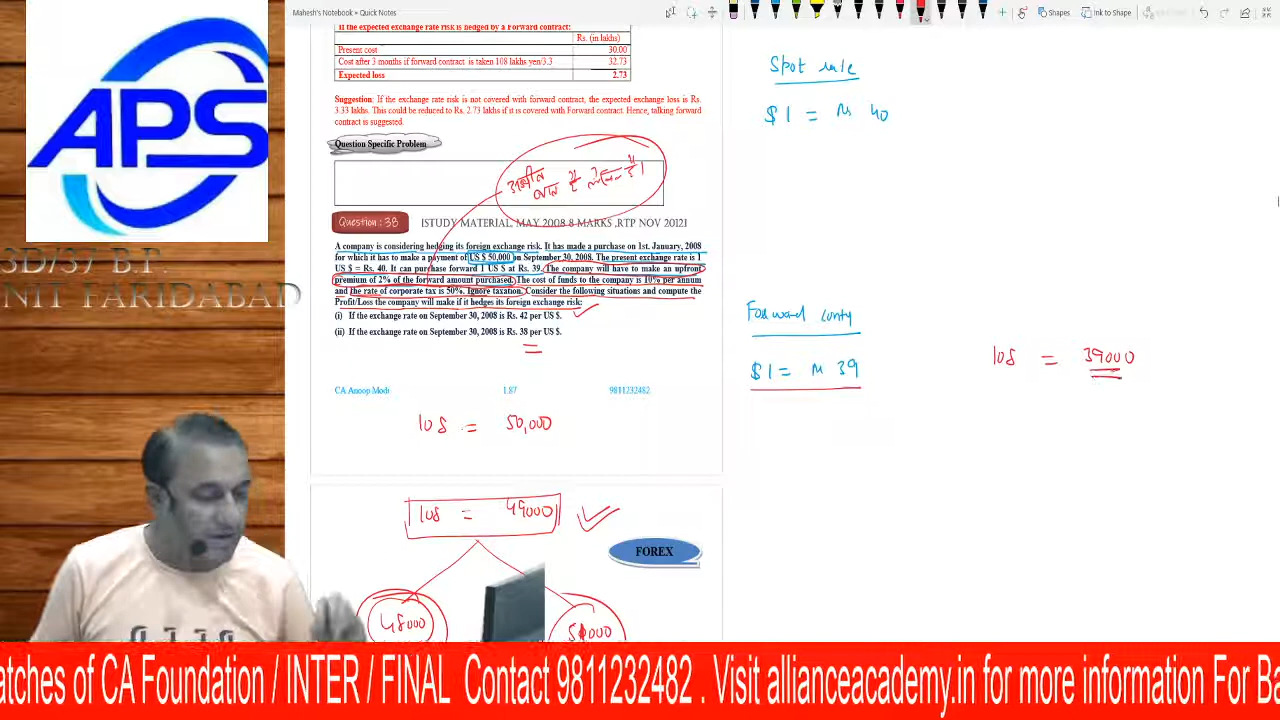 Mahesh's Notebook » Quick Notes
Shapes
Ink to Shape
APS
3D/37 B.P.
NIT FARIDABAD
If the expected exchange rate risk is hedged by a Forward contract:
Rs. (in lakhs)
Present cost 30.00
Cost after 3 months if forward contract is taken 108 lakhs yen/3.3 32.73
Expected loss 2.73
Suggestion: If the exchange rate risk is not covered with forward contract, the expected exchange loss is Rs.
3.33 lakhs. This could be reduced to Rs. 2.73 lakhs if it is covered with Forward contract. Hence, talking forward
contract is suggested.
Question Specific Problem
Question : 38 [STUDY MATERIAL, MAY 2008 8 MARKS ,RTP NOV 2012]
A company is considering hedging its foreign exchange risk. It has made a purchase on 1st. January, 2008
for which it has to make a payment of US $ 50,000 on September 30, 2008. The present exchange rate is 1
US $ = Rs. 40. It can purchase forward 1 US $ at Rs. 39. The company will have to make an upfront
premium of 2% of the forward amount purchased. The cost of funds to the company is 10% per annum
and the rate of corporate tax is 50%. Ignore taxation. Consider the following situations and compute the
Profit/Loss the company will make if it hedges its foreign exchange risk:
(i) If the exchange rate on September 30, 2008 is Rs. 42 per US $.
(ii) If the exchange rate on September 30, 2008 is Rs. 38 per US $.
CA Anoop Modi 1.87 9811232482
108 = 50,000
108 = 49000
FOREX
48000
Spot rate
$1 = Rs 40
Forward
$1 = Rs 39
108 = 39000
atches of CA Foundation / INTER / FINAL Contact 9811232482 . Visit allianceacademy.in for more information For Ba